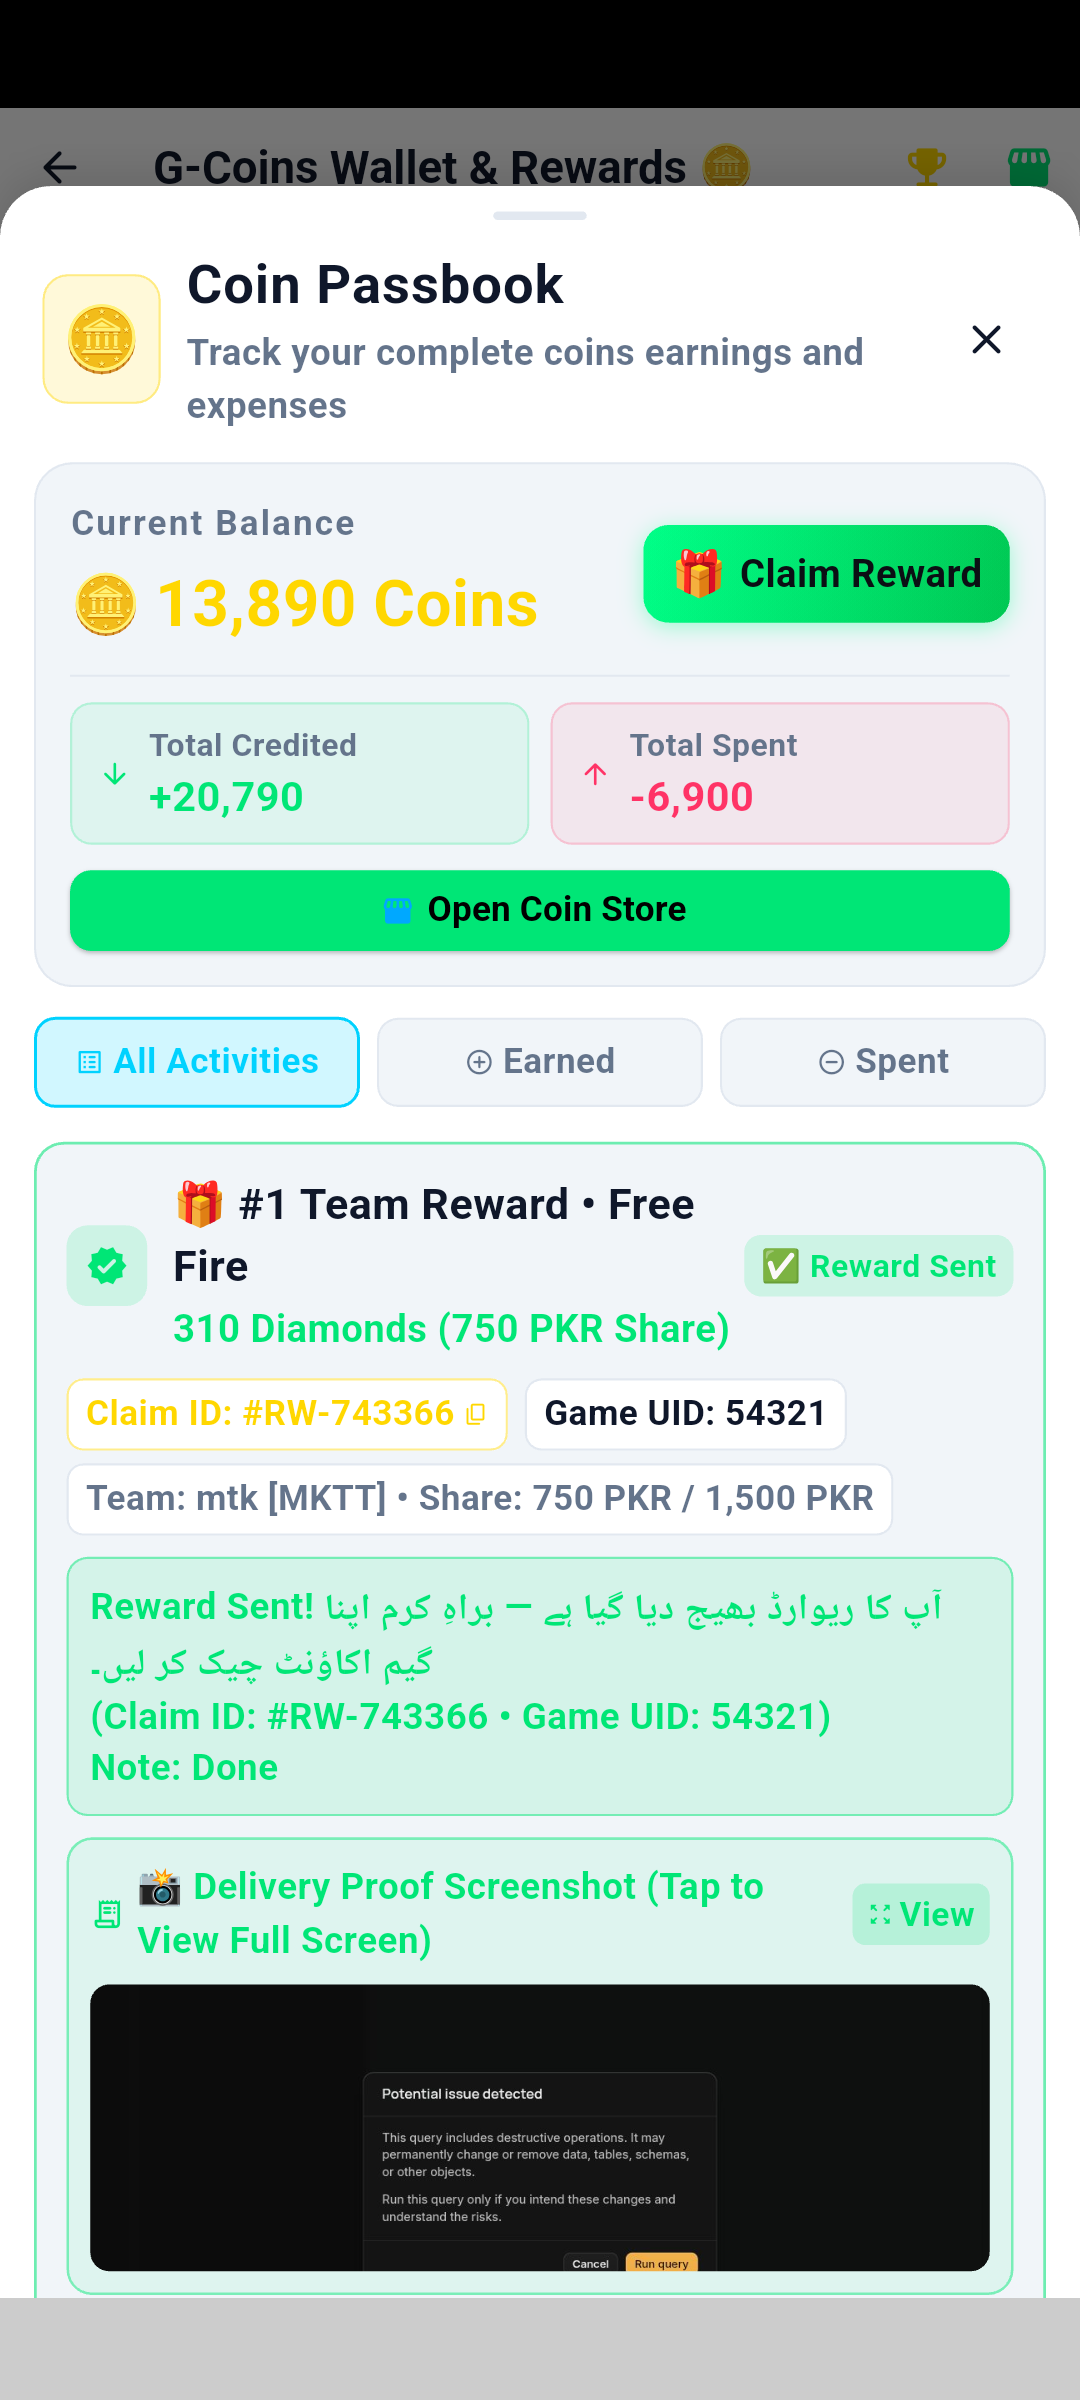 G-Coins Wallet & Rewards 🪙
Coin Passbook
Track your complete coins earnings and
expenses
Current Balance
🪙 13,890 Coins
🎁 Claim Reward
Total Credited
+20,790
Total Spent
-6,900
Open Coin Store
All Activities
Earned
Spent
🎁 #1 Team Reward • Free
Fire
310 Diamonds (750 PKR Share)
✅ Reward Sent
Claim ID: #RW-743366
Game UID: 54321
Team: mtk [MKTT] • Share: 750 PKR / 1,500 PKR
Reward Sent! آپ کا ریوارڈ بھیج دیا گیا ہے — براہِ کرم اپنا
گیم اکاؤنٹ چیک کر لیں۔
(Claim ID: #RW-743366 • Game UID: 54321)
Note: Done
📸 Delivery Proof Screenshot (Tap to
View Full Screen)
View
Potential issue detected
This query includes destructive operations. It may
permanently change or remove data, tables, schemas,
or other objects.
Run this query only if you intend these changes and
understand the risks.
Cancel
Run query